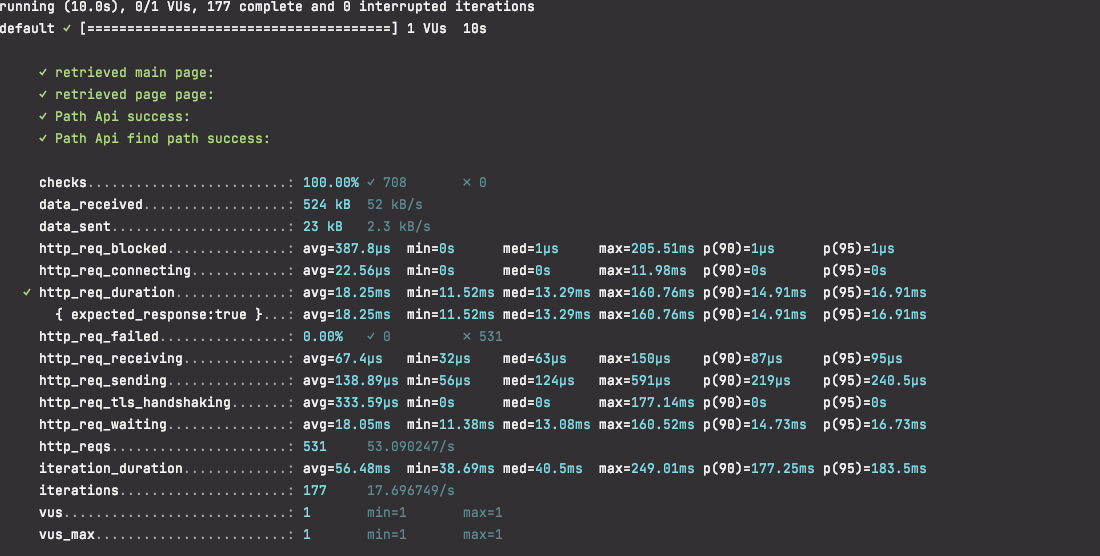 running (10.0s), 0/1 VUs, 177 complete and 0 interrupted iterations
default ✓ [======================================] 1 VUs  10s
✓ retrieved main page:
✓ retrieved page page:
✓ Path Api success:
✓ Path Api find path success:
checks.........................: 100.00% ✓ 708       ✗ 0
data_received..................: 524 kB  52 kB/s
data_sent......................: 23 kB   2.3 kB/s
http_req_blocked...............: avg=387.8µs  min=0s      med=1µs     max=205.51ms p(90)=1µs      p(95)=1µs
http_req_connecting............: avg=22.56µs  min=0s      med=0s      max=11.98ms  p(90)=0s       p(95)=0s
✓ http_req_duration..............: avg=18.25ms  min=11.52ms med=13.29ms max=160.76ms p(90)=14.91ms  p(95)=16.91ms
{ expected_response:true }...: avg=18.25ms  min=11.52ms med=13.29ms max=160.76ms p(90)=14.91ms  p(95)=16.91ms
http_req_failed................: 0.00%   ✓ 0         ✗ 531
http_req_receiving.............: avg=67.4µs   min=32µs    med=63µs    max=150µs    p(90)=87µs     p(95)=95µs
http_req_sending...............: avg=138.89µs min=56µs    med=124µs   max=591µs    p(90)=219µs    p(95)=240.5µs
http_req_tls_handshaking.......: avg=333.59µs min=0s      med=0s      max=177.14ms p(90)=0s       p(95)=0s
http_req_waiting...............: avg=18.05ms  min=11.38ms med=13.08ms max=160.52ms p(90)=14.73ms  p(95)=16.73ms
http_reqs......................: 531     53.090247/s
iteration_duration.............: avg=56.48ms  min=38.69ms med=40.5ms  max=249.01ms p(90)=177.25ms p(95)=183.5ms
iterations.....................: 177     17.696749/s
vus............................: 1       min=1       max=1
vus_max........................: 1       min=1       max=1